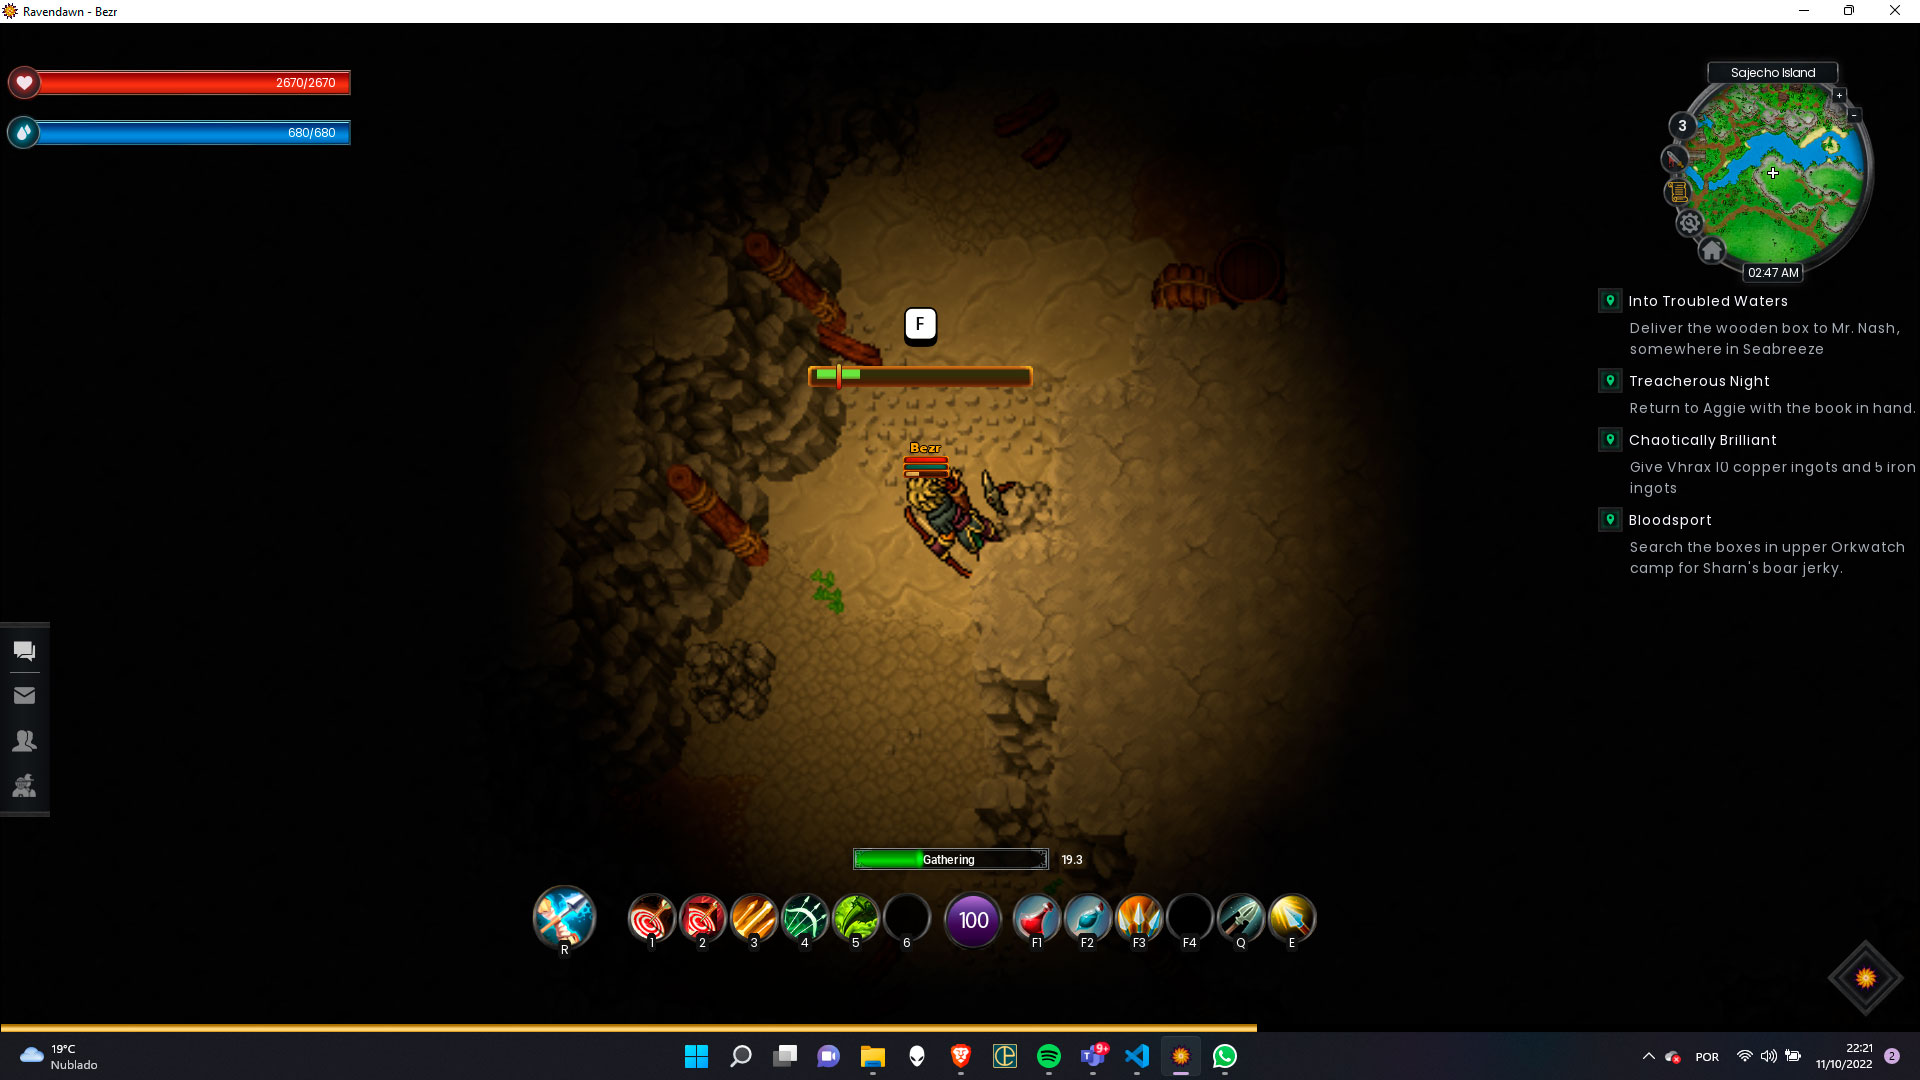 Ravendawn - Bezr
2670/2670
680/680
Sajecho Island
+
-
3
02:47 AM
Into Troubled Waters
Deliver the wooden box to Mr. Nash,
somewhere in Seabreeze
Treacherous Night
Return to Aggie with the book in hand.
Chaotically Brilliant
Give Vhrax 10 copper ingots and 5 iron
ingots
Bloodsport
Search the boxes in upper Orkwatch
camp for Sharn's boar jerky.
F
Bezr
Gathering
19.3
R
1
2
3
4
5
6
100
F1
F2
F3
F4
Q
E
19°C
Nublado
9+
POR
22:21
11/10/2022
2